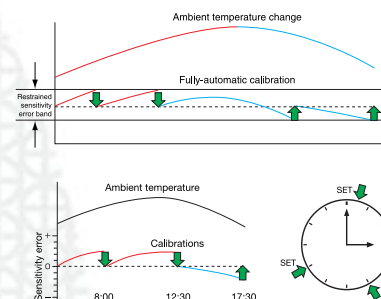 Ambient temperature change
Fully-automatic calibration
Restrained
sensitivity
error band
Ambient temperature
Calibrations
Sensitivity error
+
0
−
8:00
12:30
17:30
SET
SET